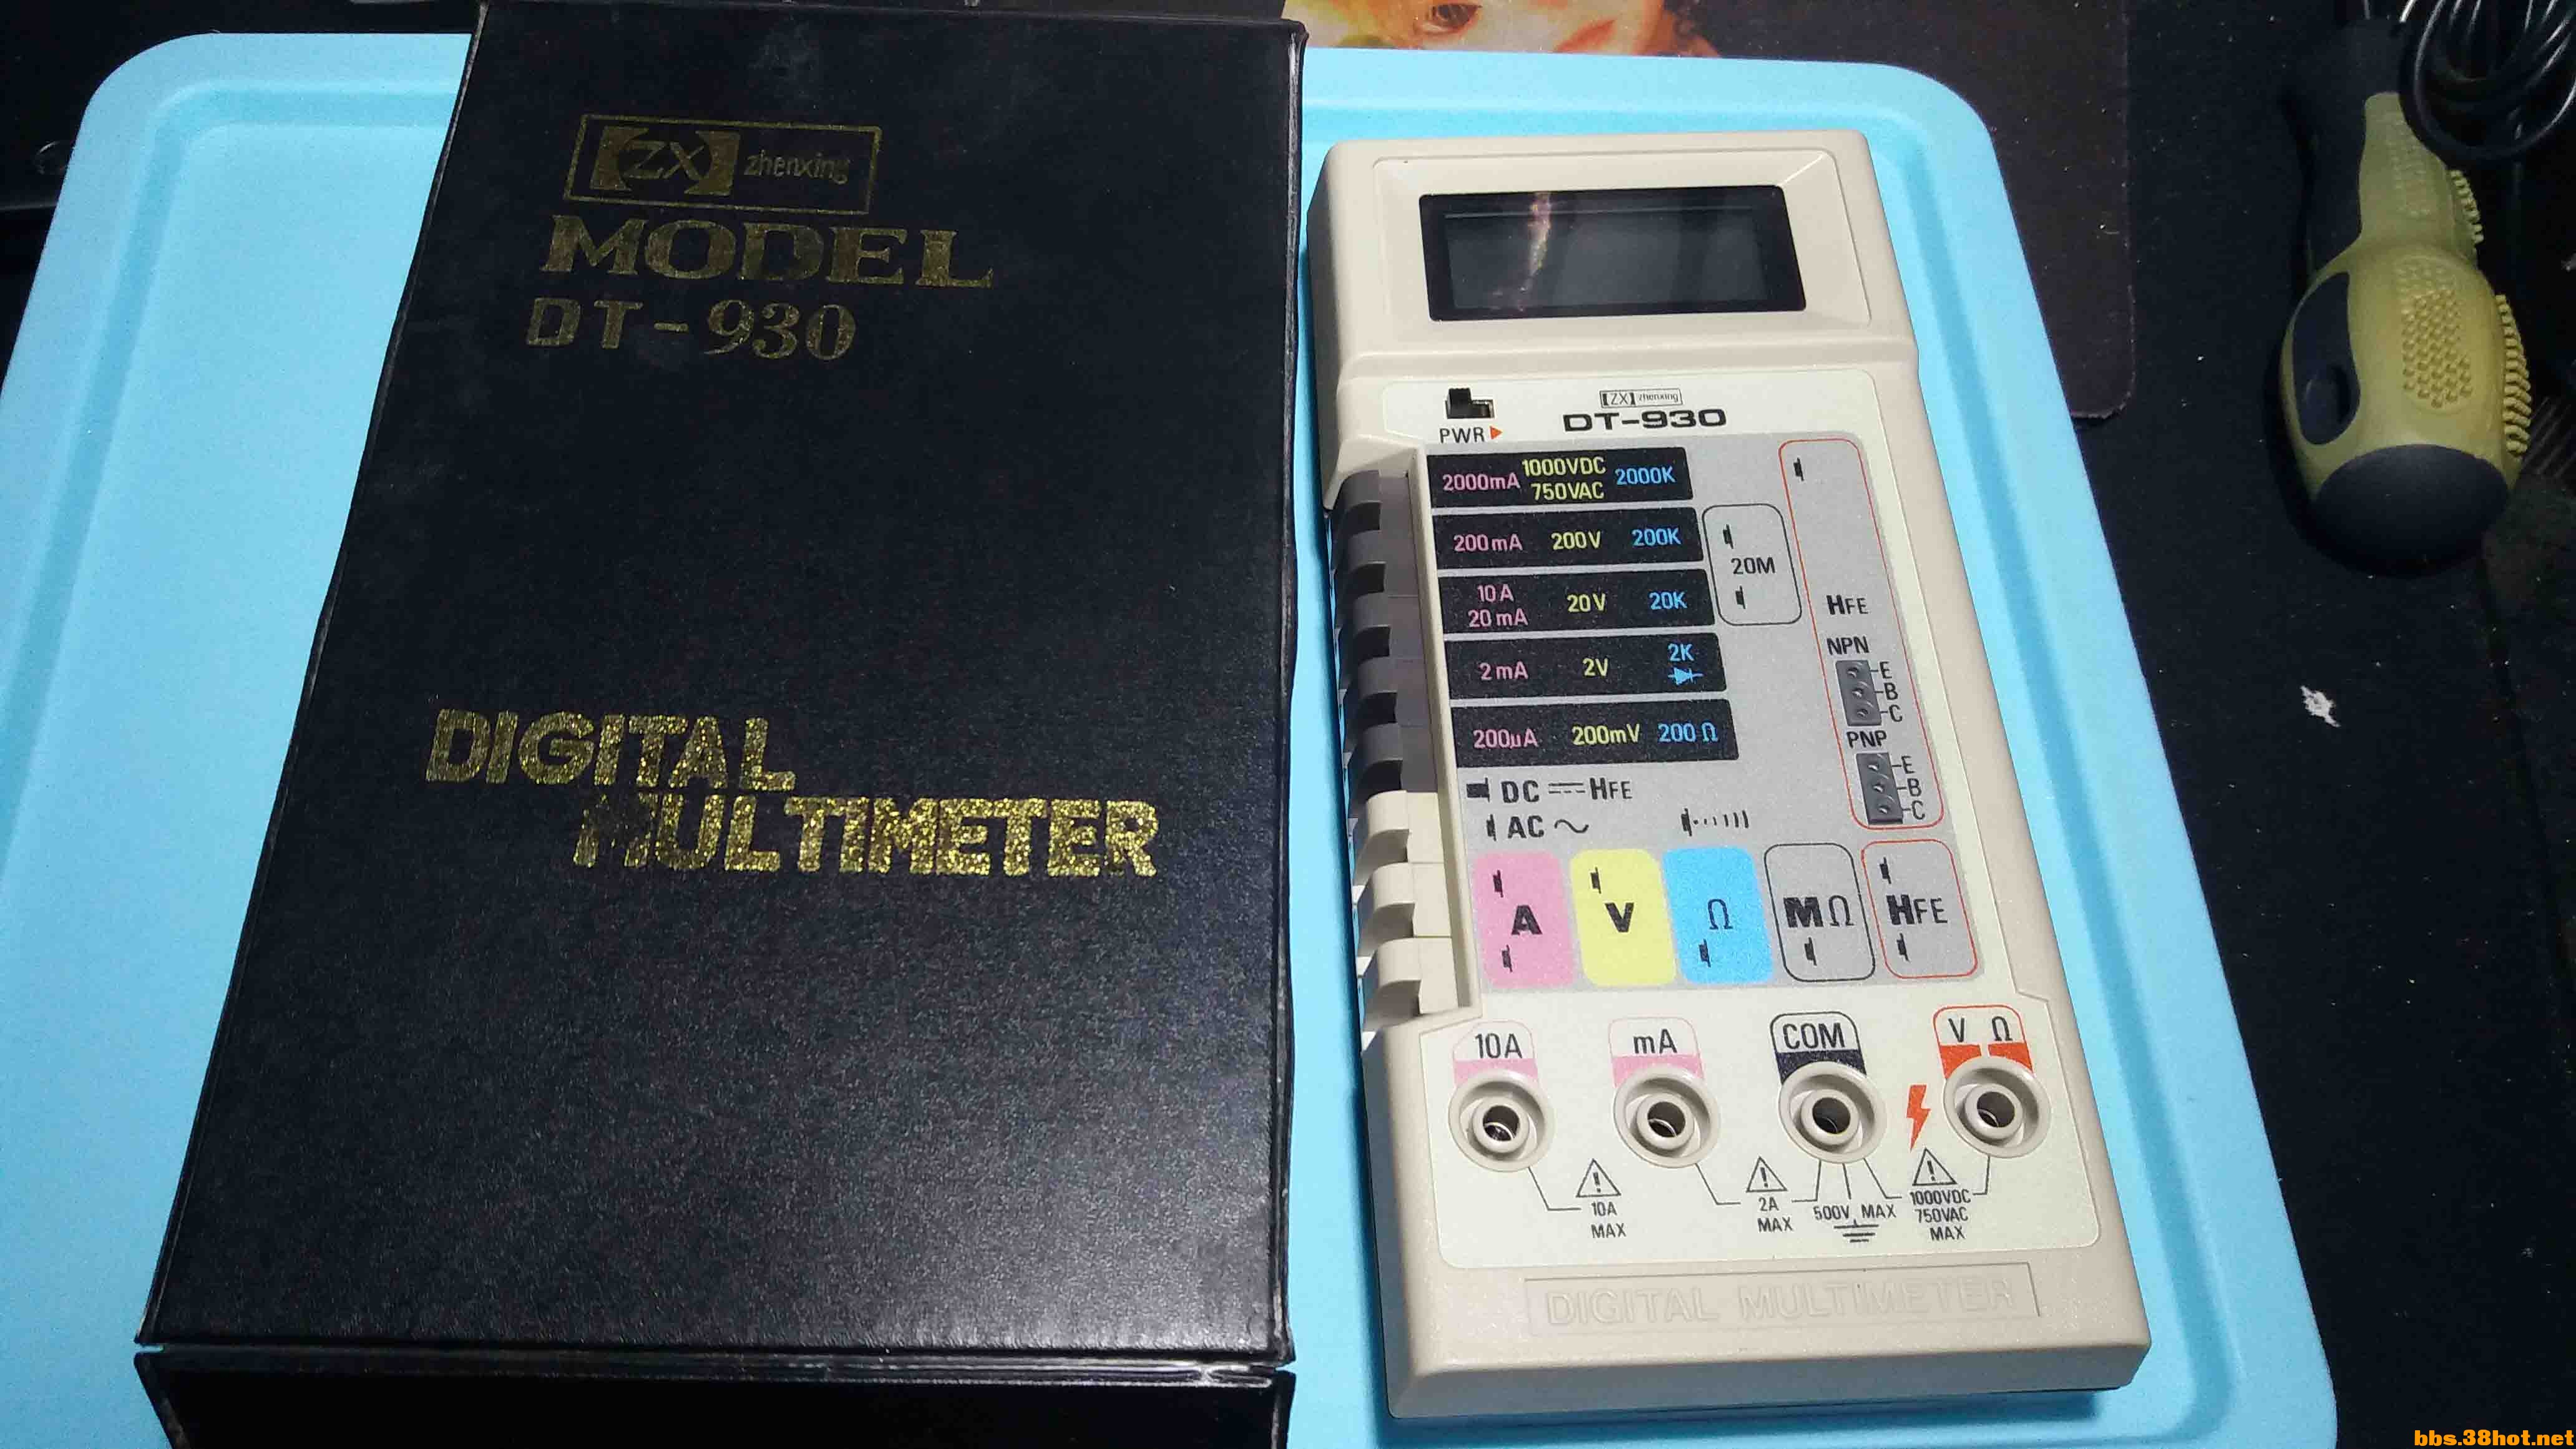 ZX zhenxing
MODEL
DT-930
DIGITAL
MULTIMETER
ZX zhenxing
DT-930
PWR
2000mA 1000VDC 750VAC 2000K
200mA 200V 200K
20M
10A 20mA 20V 20K
HFE
2mA 2V 2K
NPN
E
B
C
200µA 200mV 200Ω
PNP
E
B
C
DC HFE
AC
A V Ω MΩ HFE
10A mA COM V Ω
10A MAX
2A MAX
500V MAX
1000VDC 750VAC MAX
DIGITAL MULTIMETER
bbs.38hot.net